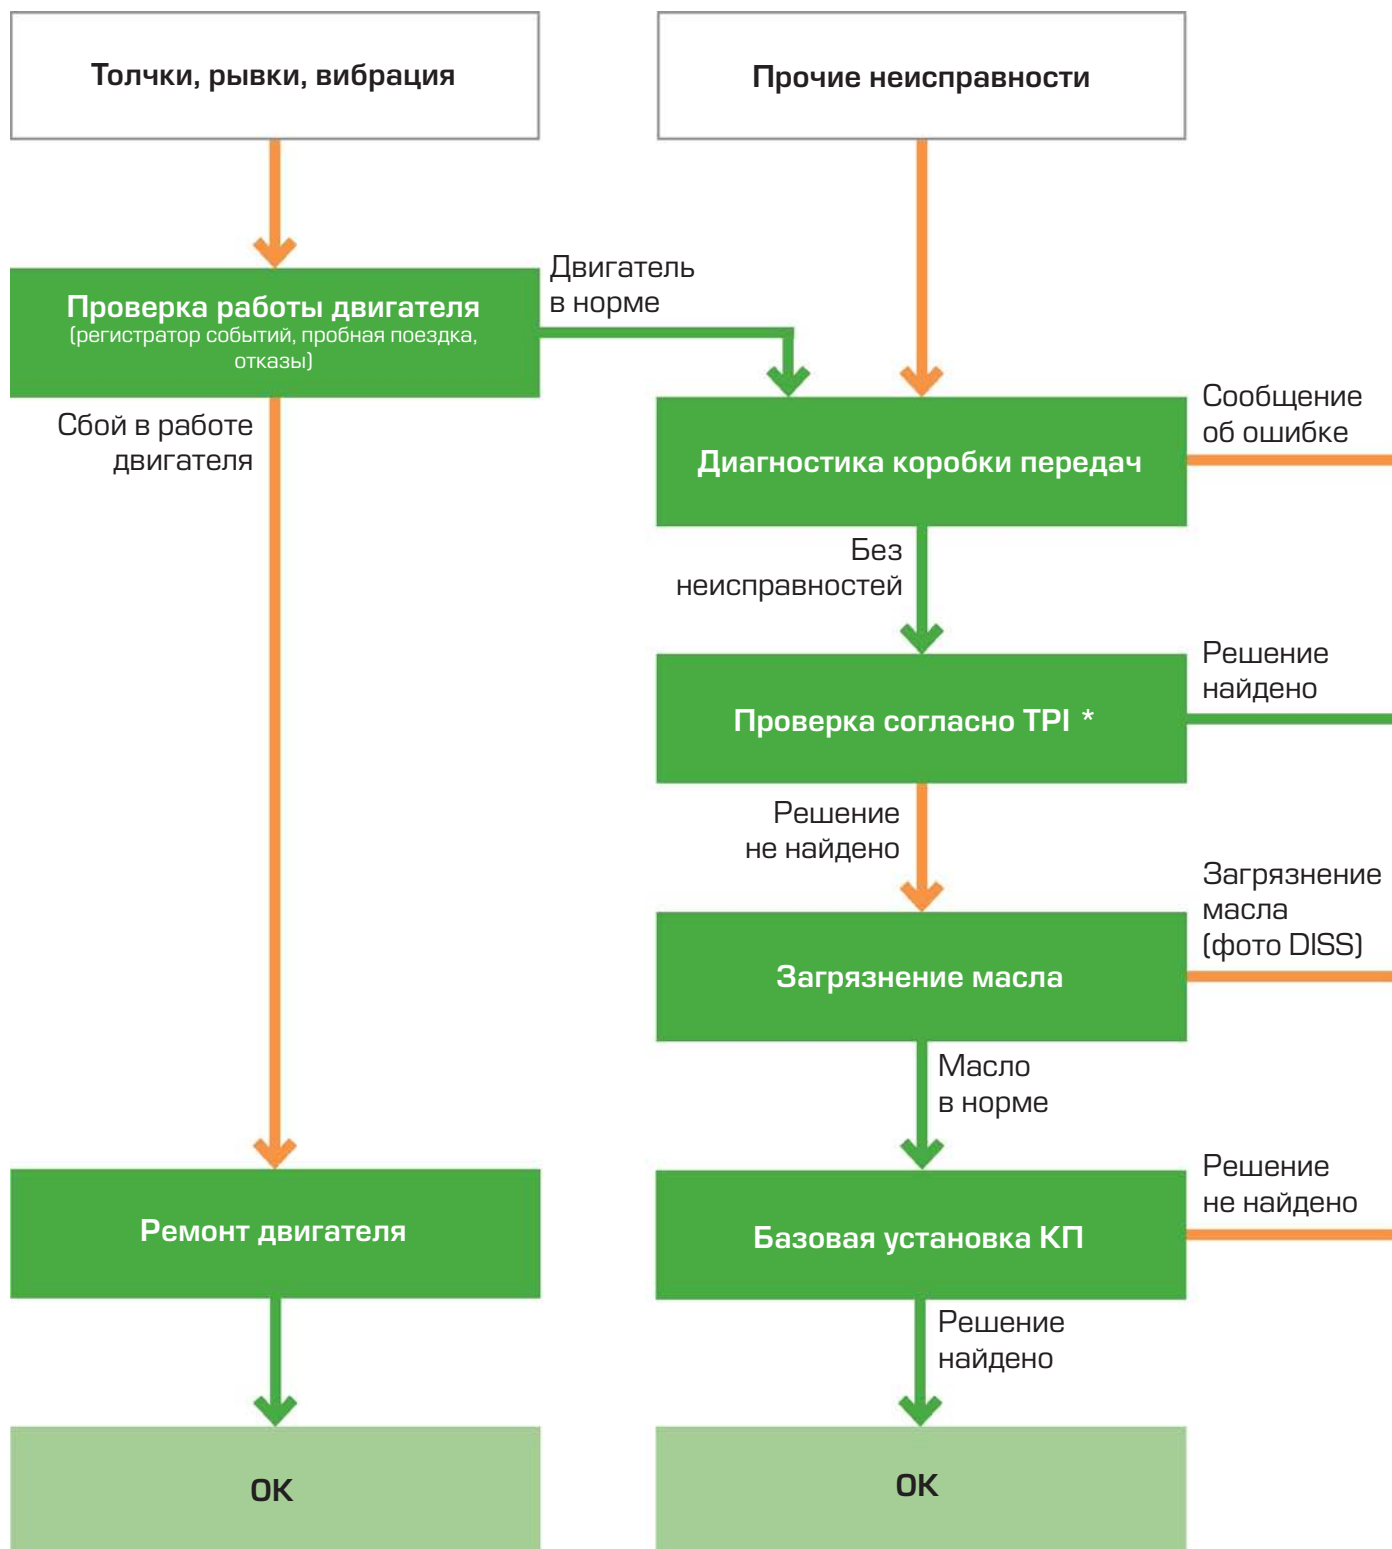 Толчки, рывки, вибрация
Прочие неисправности
Проверка работы двигателя
(регистратор событий, пробная поездка,
отказы)
Двигатель
в норме
Сбой в работе
двигателя
Диагностика коробки передач
Сообщение
об ошибке
Без
неисправностей
Проверка согласно TPI *
Решение
найдено
Решение
не найдено
Загрязнение масла
Загрязнение
масла
(фото DISS)
Масло
в норме
Ремонт двигателя
Базовая установка КП
Решение
не найдено
Решение
найдено
ОК
ОК